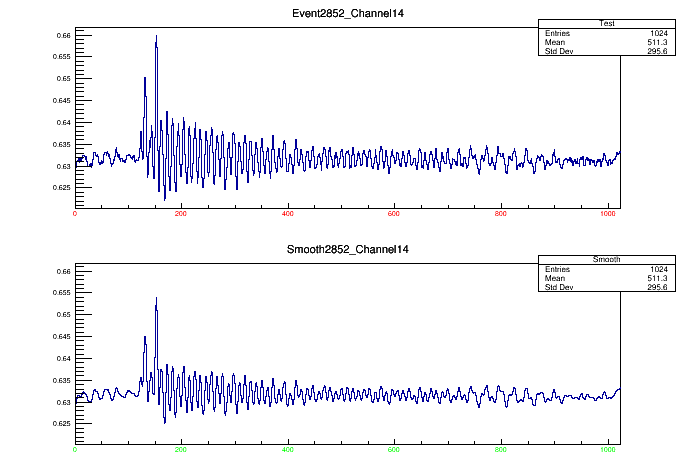 Event2852_Channel14
Test
Entries 1024
Mean 511.3
Std Dev 295.6
0.66
0.655
0.65
0.645
0.64
0.635
0.63
0.625
0 200 400 600 800 1000
Smooth2852_Channel14
Smooth
Entries 1024
Mean 511.3
Std Dev 295.6
0.66
0.655
0.65
0.645
0.64
0.635
0.63
0.625
0 200 400 600 800 1000